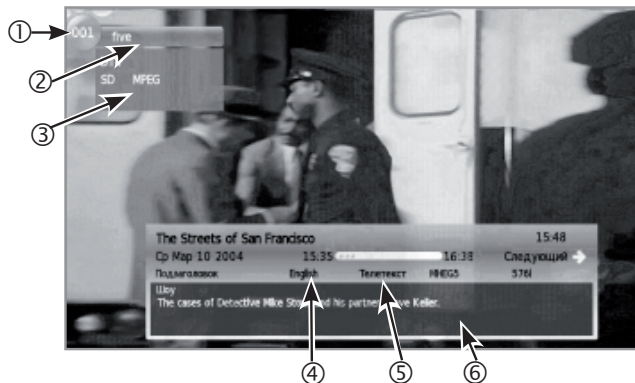 ①
001 five
②
SD MPEG
③
The Streets of San Francisco 15:48
Ср Мар 10 2004 15:35 16:38 Следующий
Подзаголовок English Телетекст MHEG5 576i
Шоу
The cases of Detective Mike and his partner Keller.
④ ⑤ ⑥